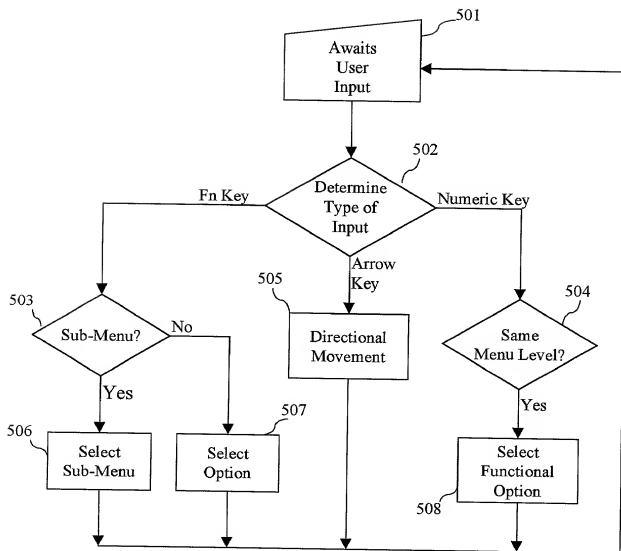 501
Awaits
User
Input
502
Fn Key
Determine
Type of
Input
Numeric Key
Arrow
Key
503
505
504
Sub-Menu?
No
Directional
Movement
Same
Menu Level?
Yes
507
Yes
506
Select
Sub-Menu
Select
Option
Select
Functional
Option
508